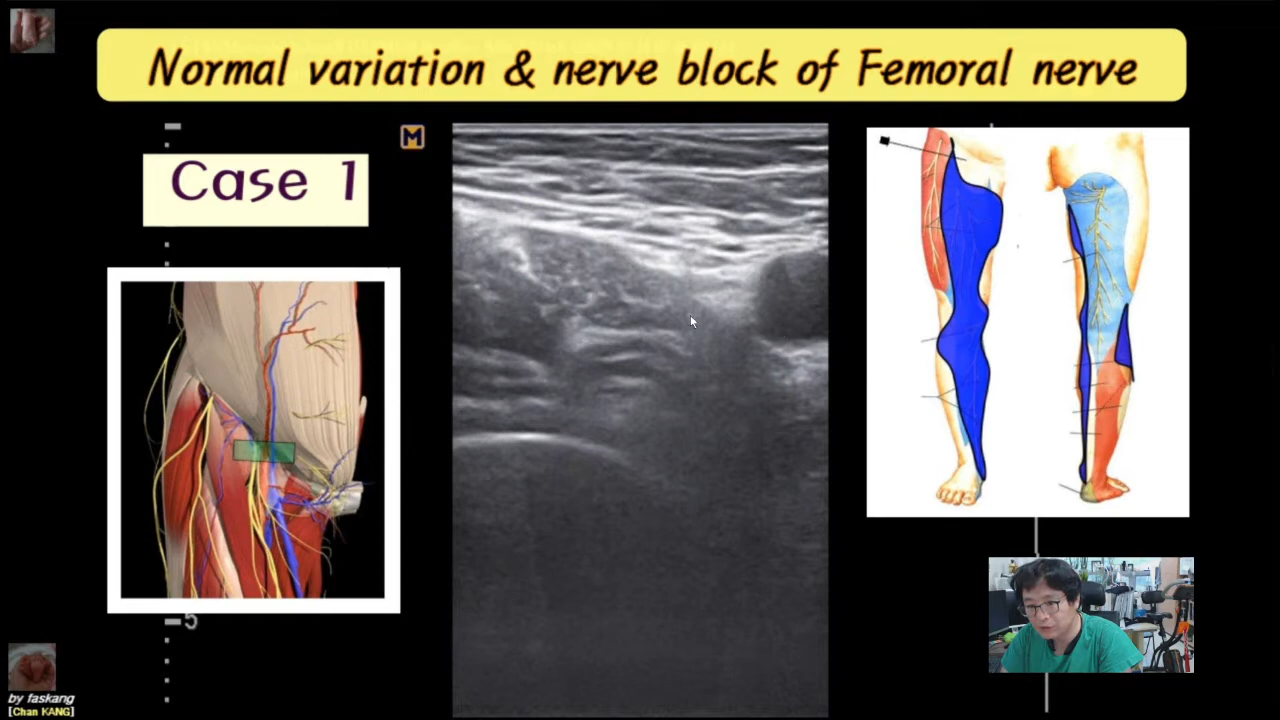 Normal variation & nerve block of Femoral nerve
M
Case 1
5
by faskang
[Chan KANG]